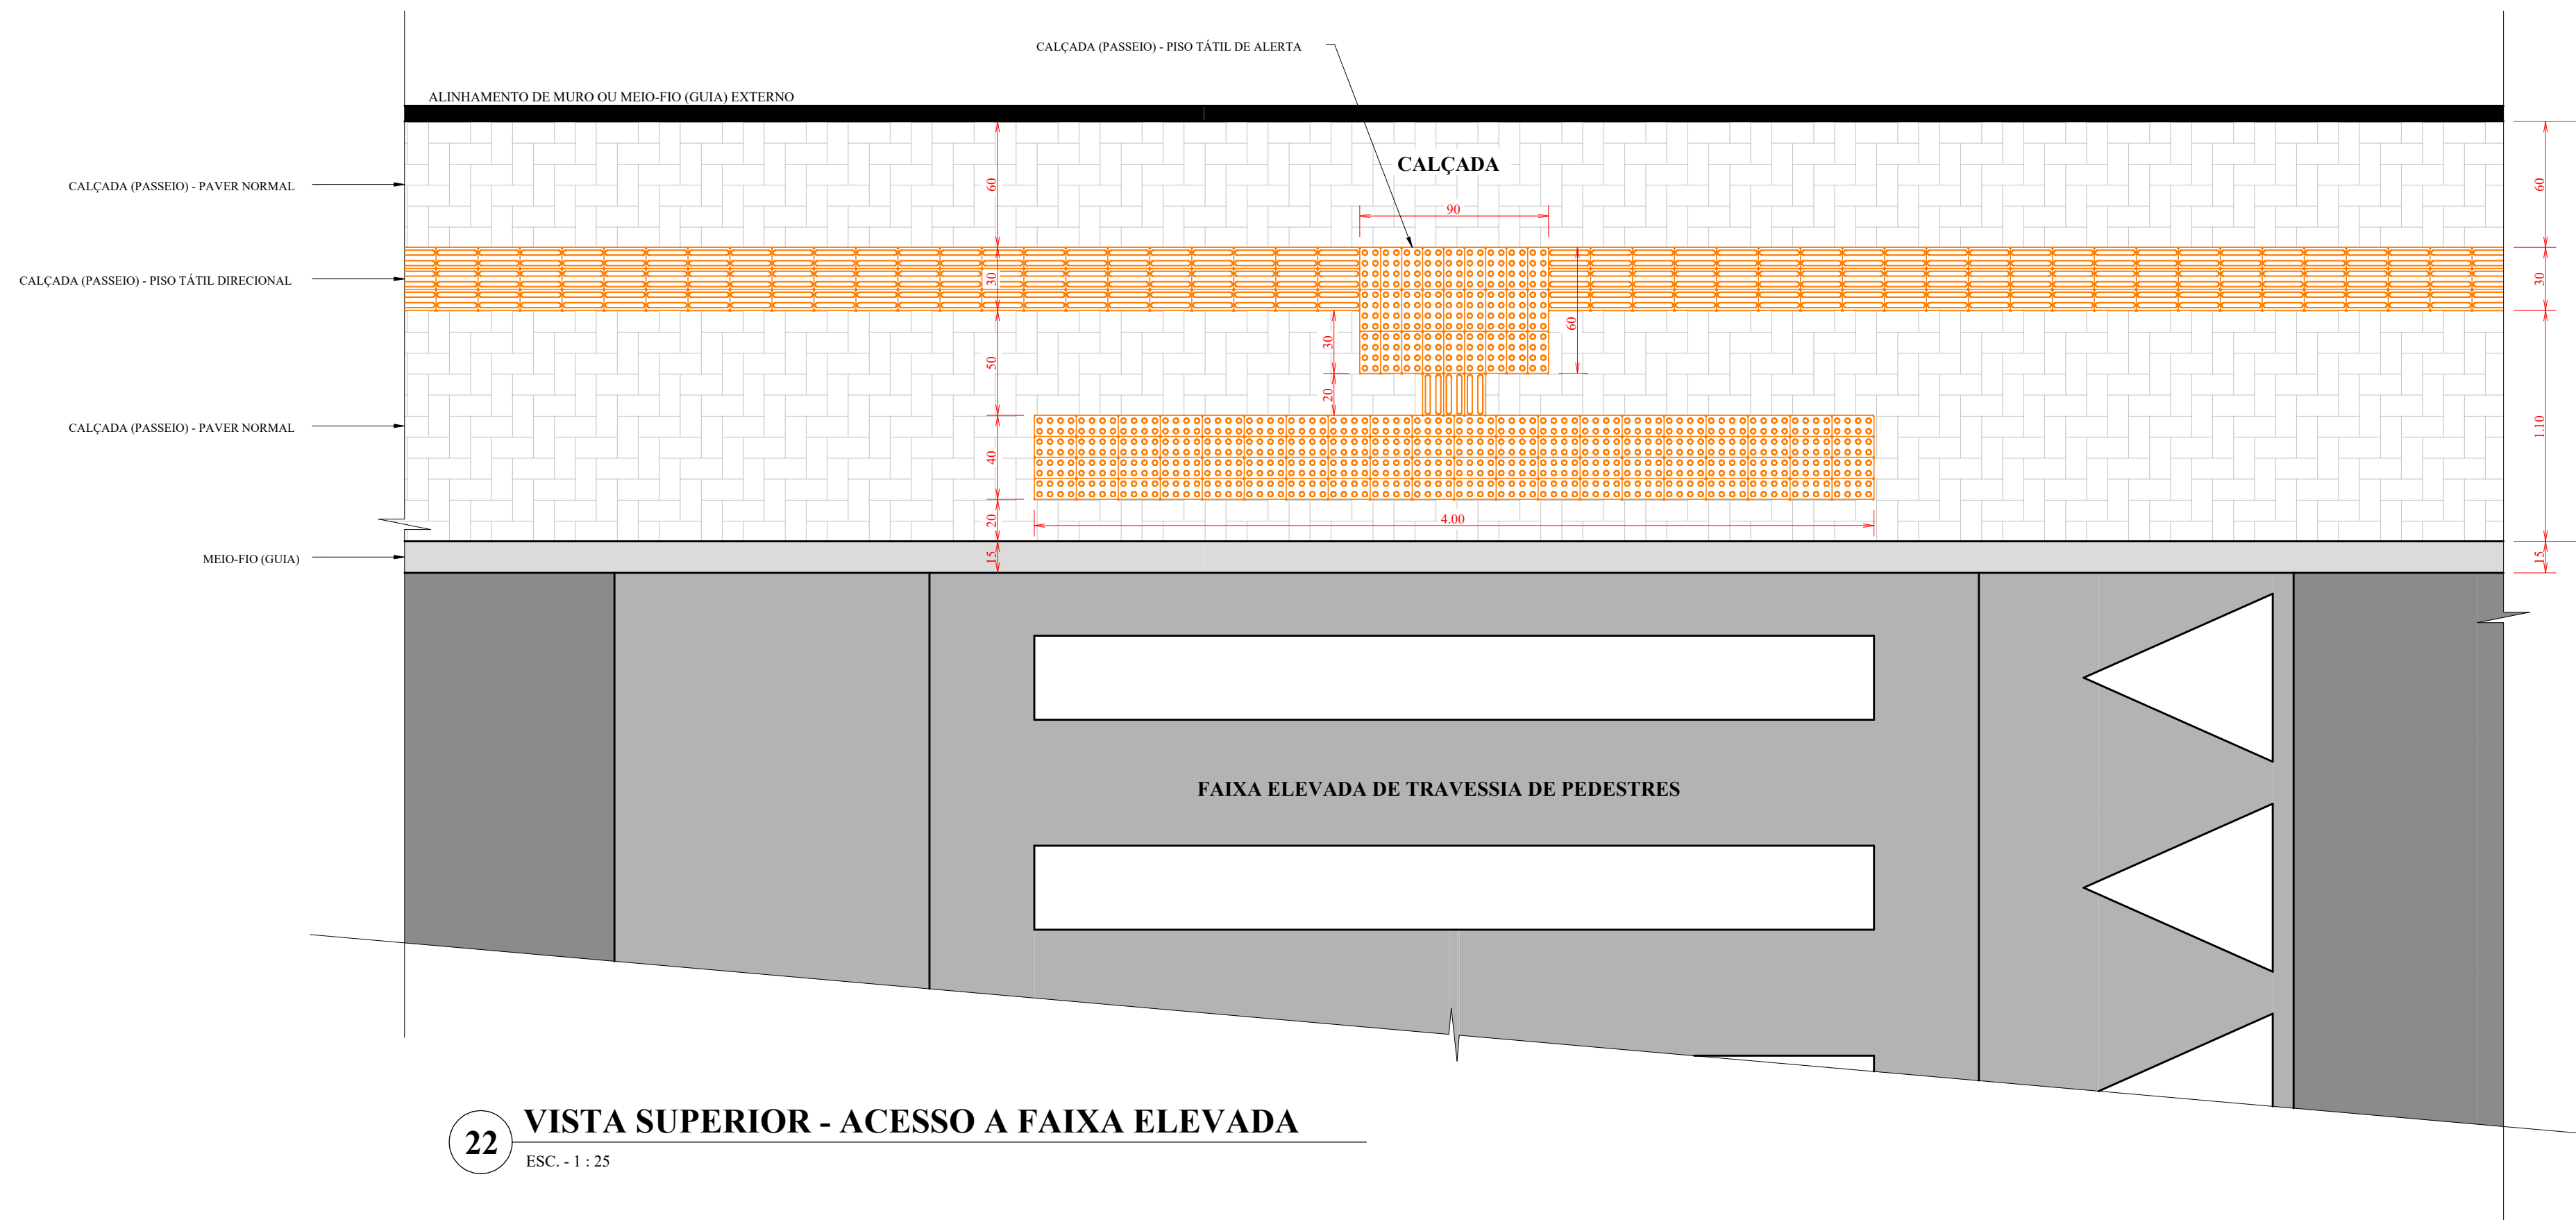 CALÇADA (PASSEIO) - PISO TÁTIL DE ALERTA
ALINHAMENTO DE MURO OU MEIO-FIO (GUIA) EXTERNO
CALÇADA
CALÇADA (PASSEIO) - PAVER NORMAL
60
60
90
CALÇADA (PASSEIO) - PISO TÁTIL DIRECIONAL
30
30
60
30
50
20
CALÇADA (PASSEIO) - PAVER NORMAL
1.10
40
20
4.00
MEIO-FIO (GUIA)
15
15
FAIXA ELEVADA DE TRAVESSIA DE PEDESTRES
22
VISTA SUPERIOR - ACESSO A FAIXA ELEVADA
ESC. - 1 : 25